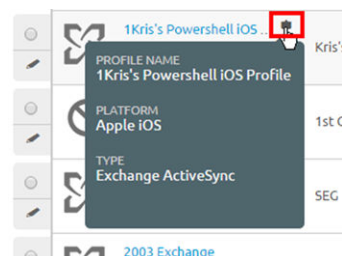 1Kris's Powershell iOS ...
Kris'
PROFILE NAME
1Kris's Powershell iOS Profile
PLATFORM
Apple iOS
1st
TYPE
Exchange ActiveSync
SEG
2003 Exchange